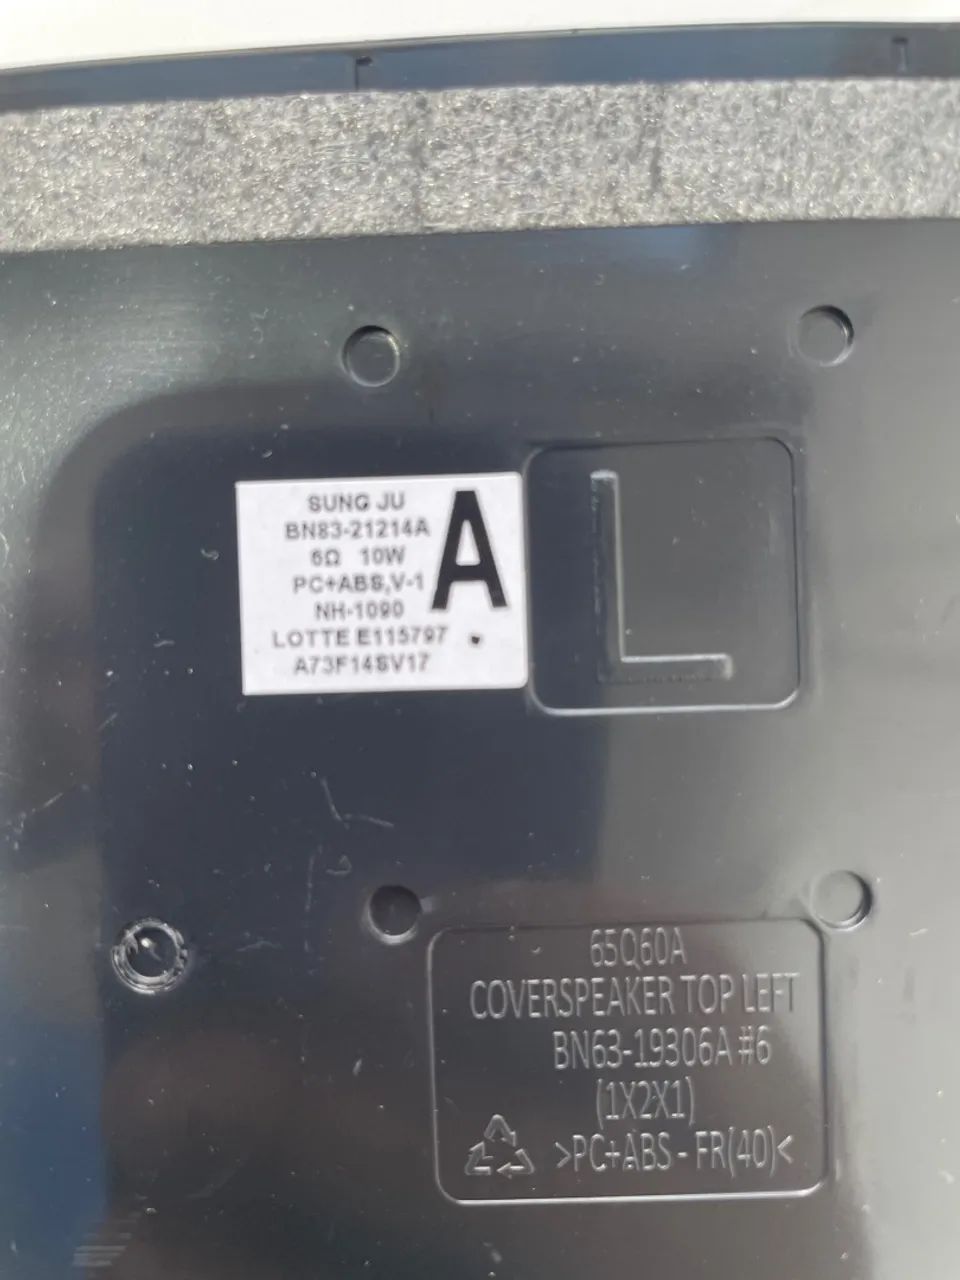 SUNG JU
BN83-21214A
6Ω 10W
PC+ABS,V-1
NH-1090
LOTTE E115797
A73F14SV17
A
L
65Q60A
COVERSPEAKER TOP LEFT
BN63-19306A #6
(1X2X1)
>PC+ABS - FR(40)<